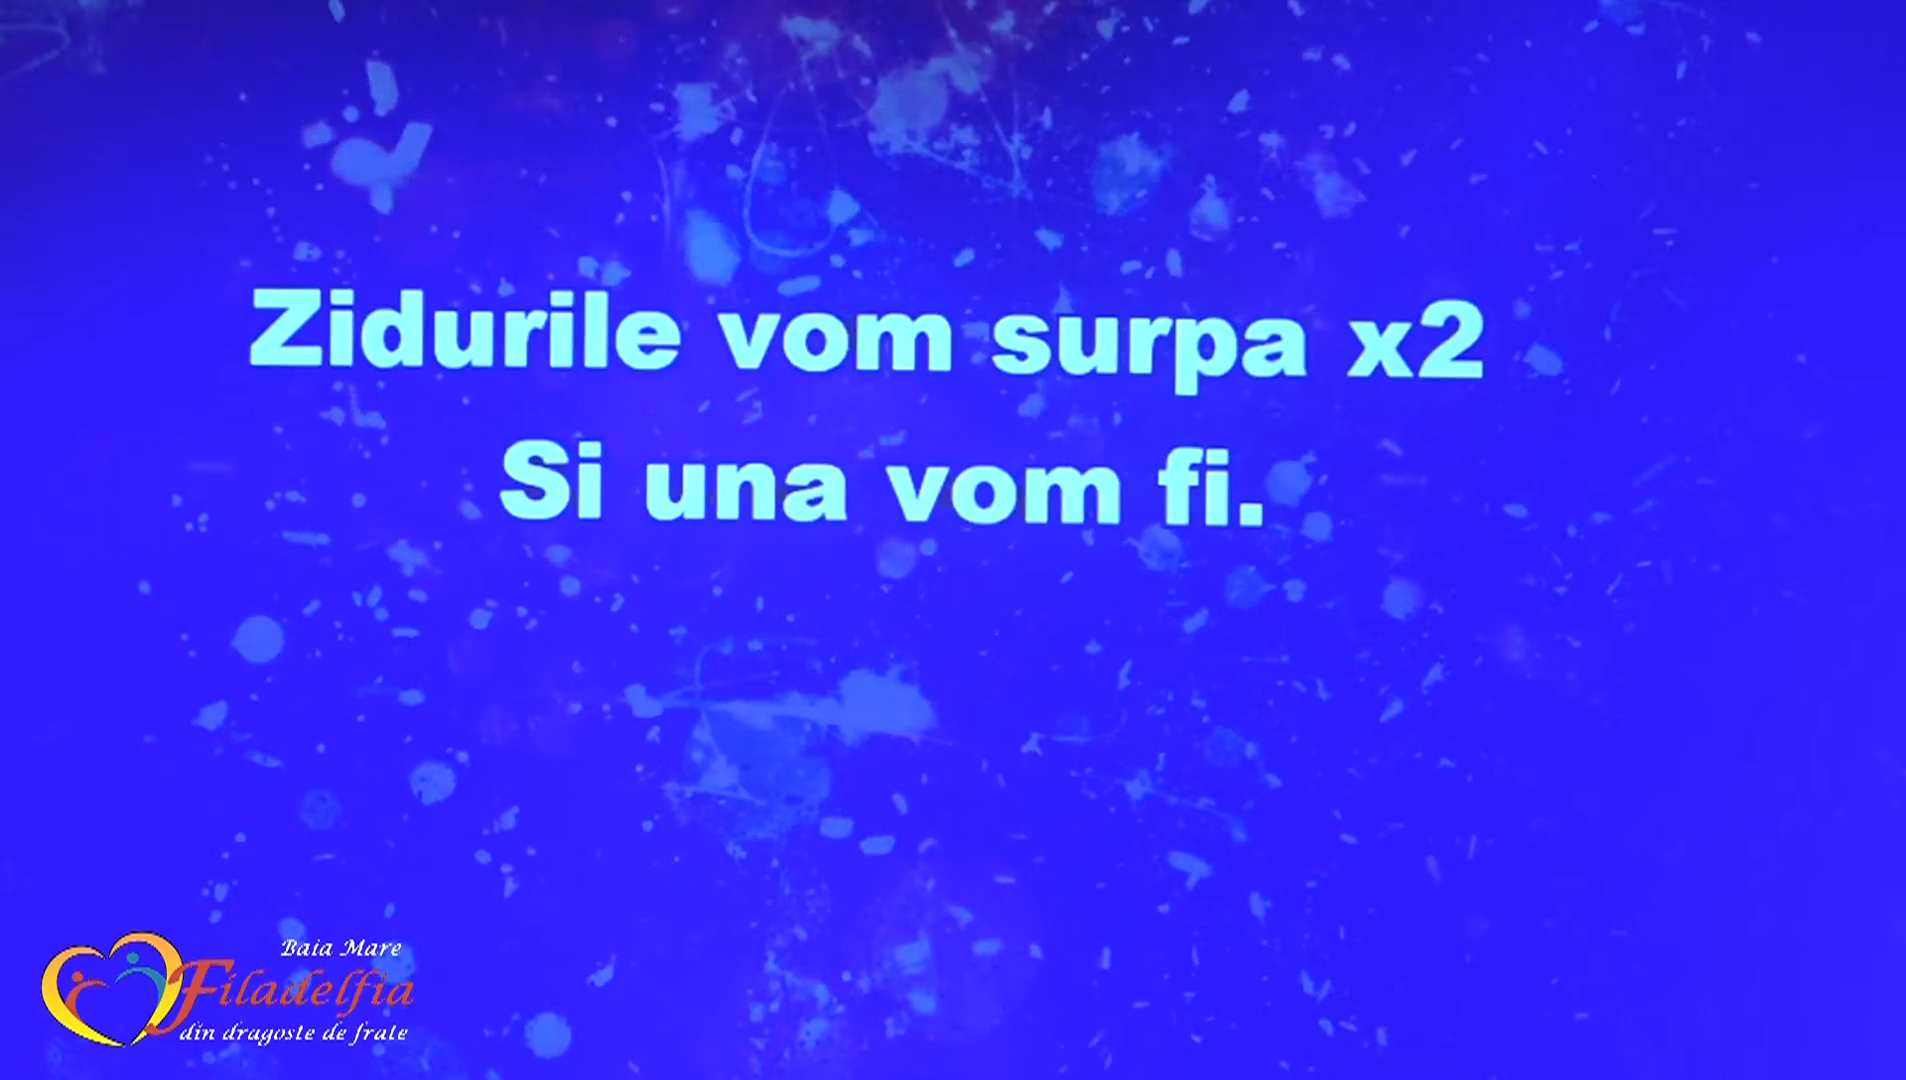 Zidurile vom surpa x2
Si una vom fi.
Baia Mare
Filadelfia
din dragoste de frate